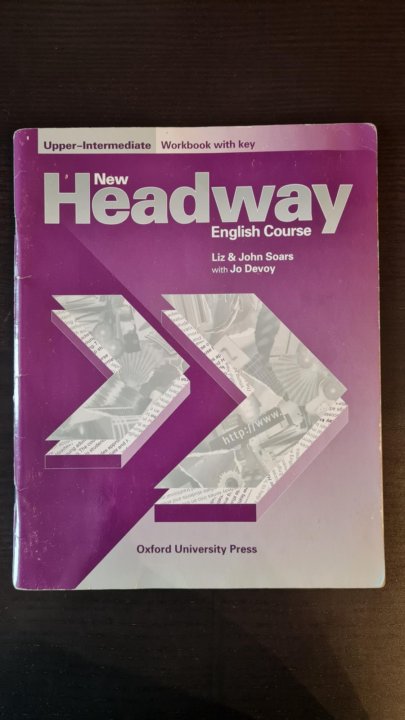 Upper-Intermediate Workbook with key
New
Headway
English Course
Liz & John Soars
with Jo Devoy
http://www.
Oxford University Press